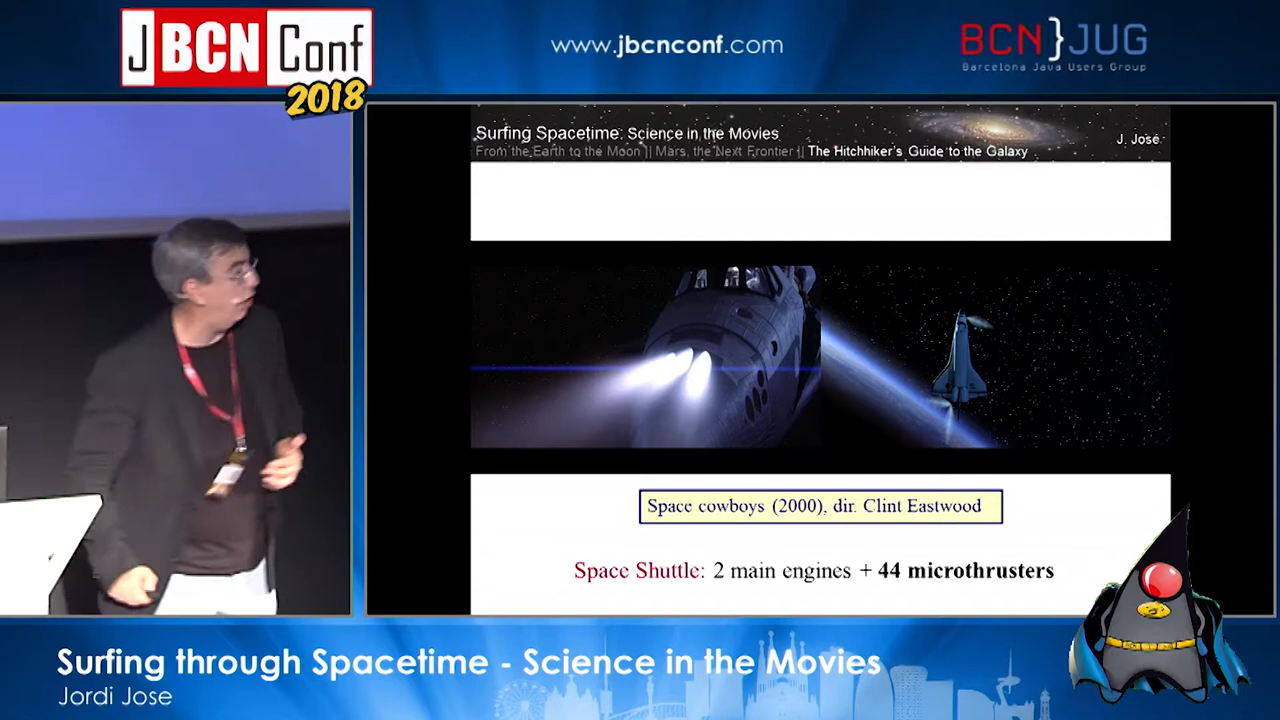 JBCNConf
2018
www.jbcnconf.com
BCN}JUG
Barcelona Java Users Group
Surfing Spacetime: Science in the Movies
J. José
From the Earth to the Moon || Mars, the Next Frontier || The Hitchhiker's Guide to the Galaxy
Space cowboys (2000), dir. Clint Eastwood
Space Shuttle: 2 main engines + 44 microthrusters
Surfing through Spacetime - Science in the Movies
Jordi Jose